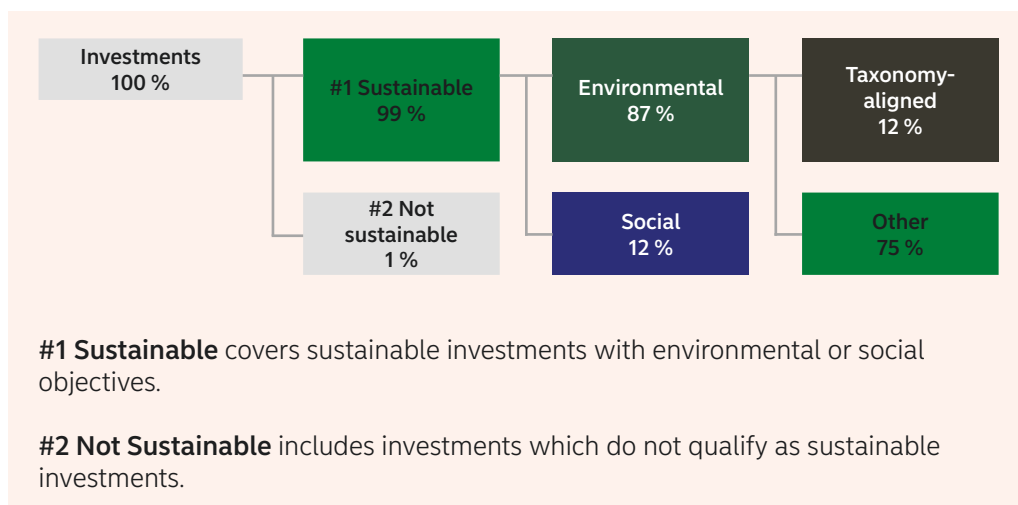 Investments
100 %
#1 Sustainable
99 %
Environmental
87 %
Taxonomy-
aligned
12 %
#2 Not
sustainable
1 %
Social
12 %
Other
75 %
#1 Sustainable covers sustainable investments with environmental or social
objectives.
#2 Not Sustainable includes investments which do not qualify as sustainable
investments.